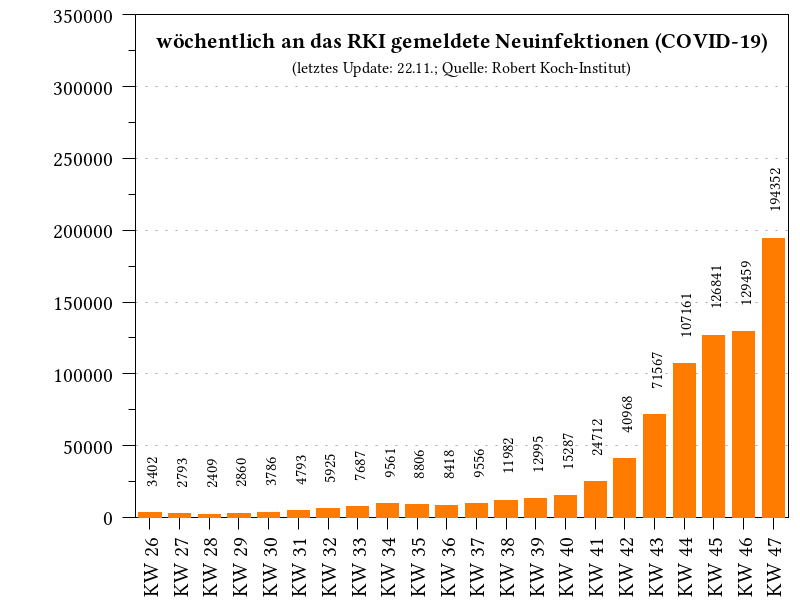 wöchentlich an das RKI gemeldete Neuinfektionen (COVID-19)
(letztes Update: 22.11.; Quelle: Robert Koch-Institut)
350000
300000
250000
200000
150000
100000
50000
0
3402
2793
2409
2860
3786
4793
5925
7687
9561
8806
8418
9556
11982
12995
15287
24712
40968
71567
107161
126841
129459
194352
KW 26
KW 27
KW 28
KW 29
KW 30
KW 31
KW 32
KW 33
KW 34
KW 35
KW 36
KW 37
KW 38
KW 39
KW 40
KW 41
KW 42
KW 43
KW 44
KW 45
KW 46
KW 47